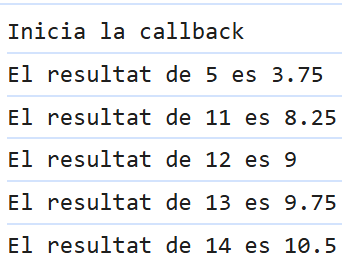 Inicia la callback
El resultat de 5 es 3.75
El resultat de 11 es 8.25
El resultat de 12 es 9
El resultat de 13 es 9.75
El resultat de 14 es 10.5